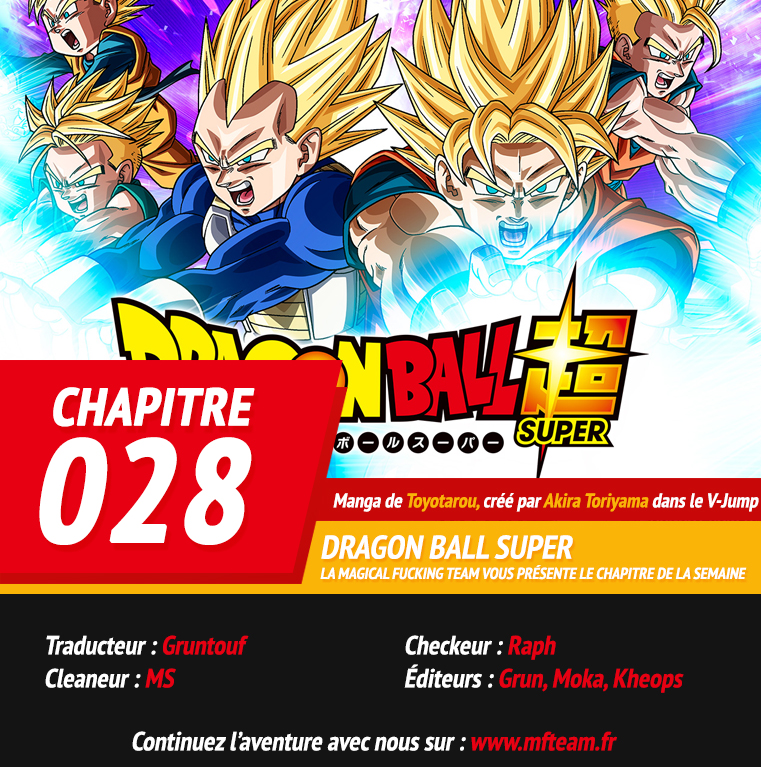 DRAGON BALL 超
SUPER
ボールスーパー
CHAPITRE
028
Manga de Toyotarou, créé par Akira Toriyama dans le V-Jump
DRAGON BALL SUPER
LA MAGICAL FUCKING TEAM VOUS PRÉSENTE LE CHAPITRE DE LA SEMAINE
Traducteur : Gruntouf
Checkeur : Raph
Cleaneur : MS
Éditeurs : Grun, Moka, Kheops
Continuez l'aventure avec nous sur : www.mfteam.fr